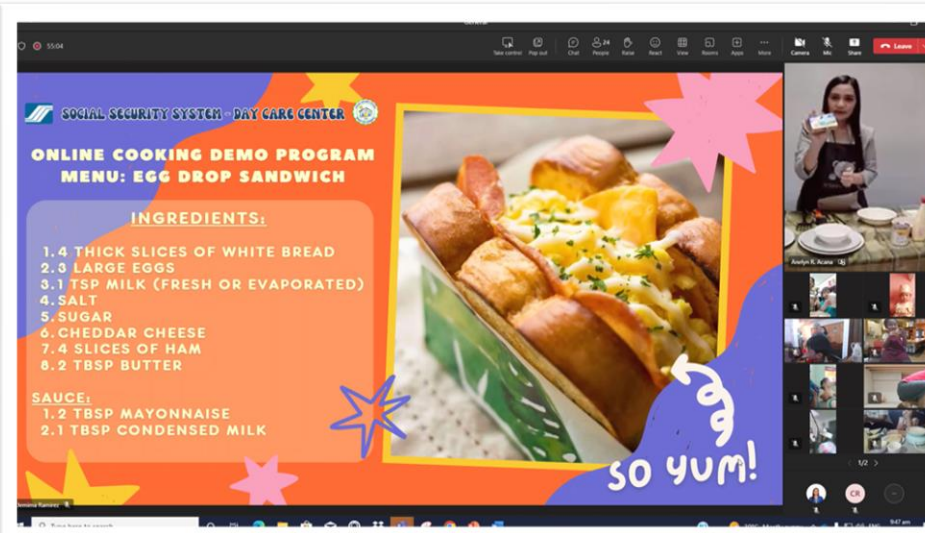 General
55:04
Take control Pop out Chat 24 People Raise React View Rooms Apps More Camera Mic Share Leave
SOCIAL SECURITY SYSTEM - DAY CARE CENTER
ONLINE COOKING DEMO PROGRAM
MENU: EGG DROP SANDWICH
INGREDIENTS:
1. 4 THICK SLICES OF WHITE BREAD
2. 3 LARGE EGGS
3. 1 TSP MILK (FRESH OR EVAPORATED)
4. SALT
5. SUGAR
6. CHEDDAR CHEESE
7. 4 SLICES OF HAM
8. 2 TBSP BUTTER
SAUCE:
1. 2 TBSP MAYONNAISE
2. 1 TBSP CONDENSED MILK
SO YUM!
Ramirez
Type here to search
1/2
CR
9:47 am